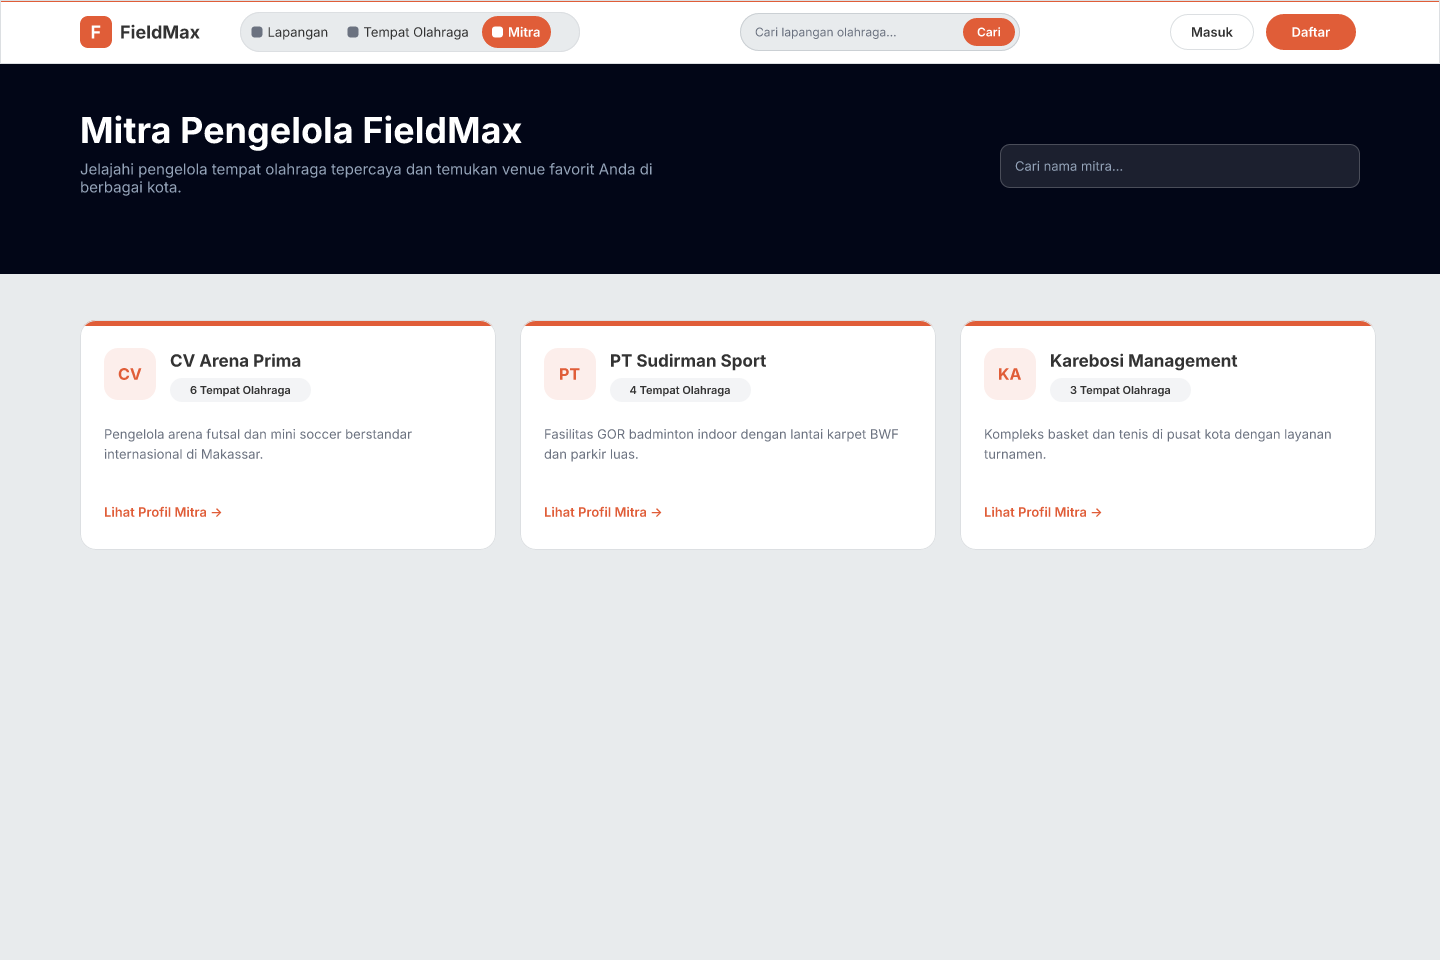 F FieldMax
Lapangan Tempat Olahraga Mitra
Cari lapangan olahraga...
Cari
Masuk
Daftar
Mitra Pengelola FieldMax
Jelajahi pengelola tempat olahraga tepercaya dan temukan venue favorit Anda di
berbagai kota.
Cari nama mitra...
CV
CV Arena Prima
6 Tempat Olahraga
Pengelola arena futsal dan mini soccer berstandar
internasional di Makassar.
Lihat Profil Mitra →
PT
PT Sudirman Sport
4 Tempat Olahraga
Fasilitas GOR badminton indoor dengan lantai karpet BWF
dan parkir luas.
Lihat Profil Mitra →
KA
Karebosi Management
3 Tempat Olahraga
Kompleks basket dan tenis di pusat kota dengan layanan
turnamen.
Lihat Profil Mitra →